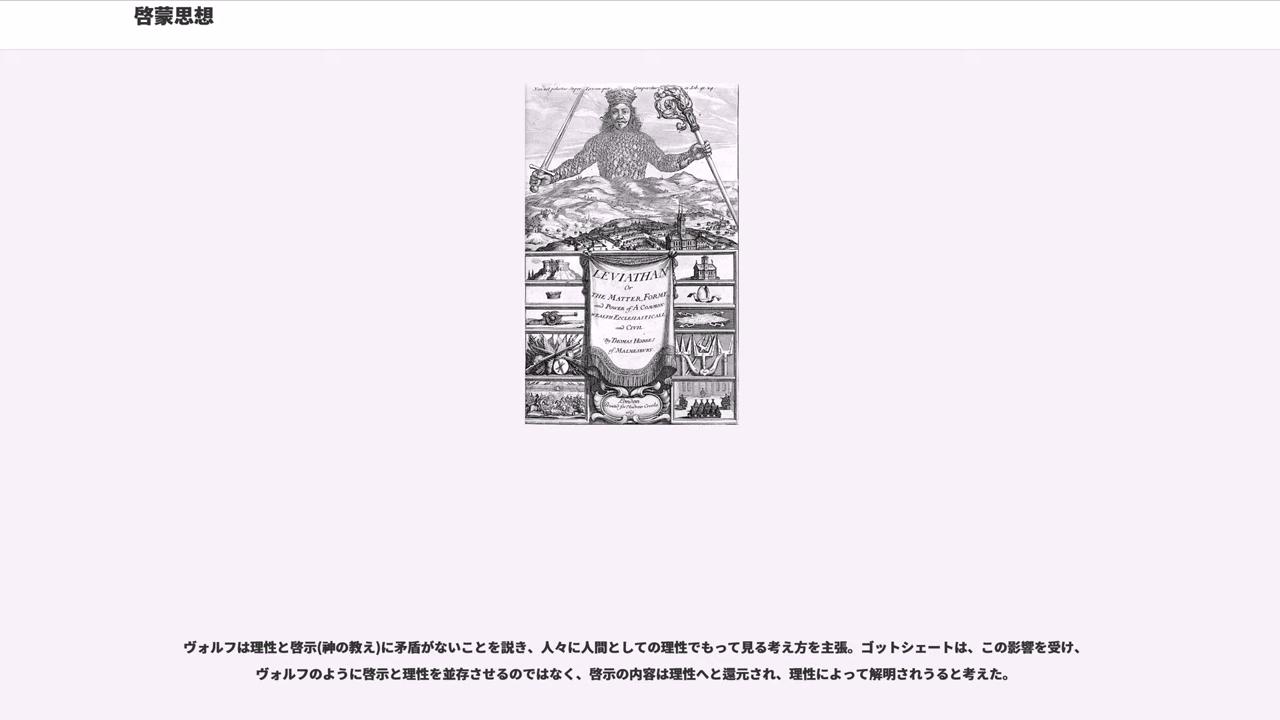 啓蒙思想
LEVIATHAN
Or
THE MATTER, FORME
and POWER of A COMMON-
WEALTH ECCLESIASTICALL
and CIVIL
By THOMAS HOBBES
of MALMESBURY
London
ヴォルフは理性と啓示(神の教え)に矛盾がないことを説き、人々に人間としての理性でもって見る考え方を主張。ゴットシェートは、この影響を受け、
ヴォルフのように啓示と理性を並存させるのではなく、啓示の内容は理性へと還元され、理性によって解明されうると考えた。